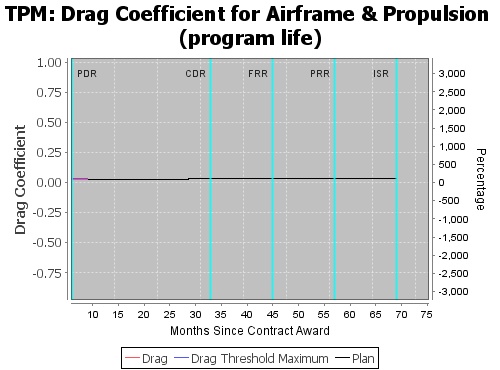 TPM: Drag Coefficient for Airframe & Propulsion
(program life)
1.00
0.75
0.50
0.25
0.00
-0.25
-0.50
-0.75
Drag Coefficient
PDR CDR FRR PRR ISR
3,000
2,500
2,000
1,500
1,000
500
0
-500
-1,000
-1,500
-2,000
-2,500
-3,000
Percentage
10 15 20 25 30 35 40 45 50 55 60 65 70 75
Months Since Contract Award
Drag Drag Threshold Maximum Plan